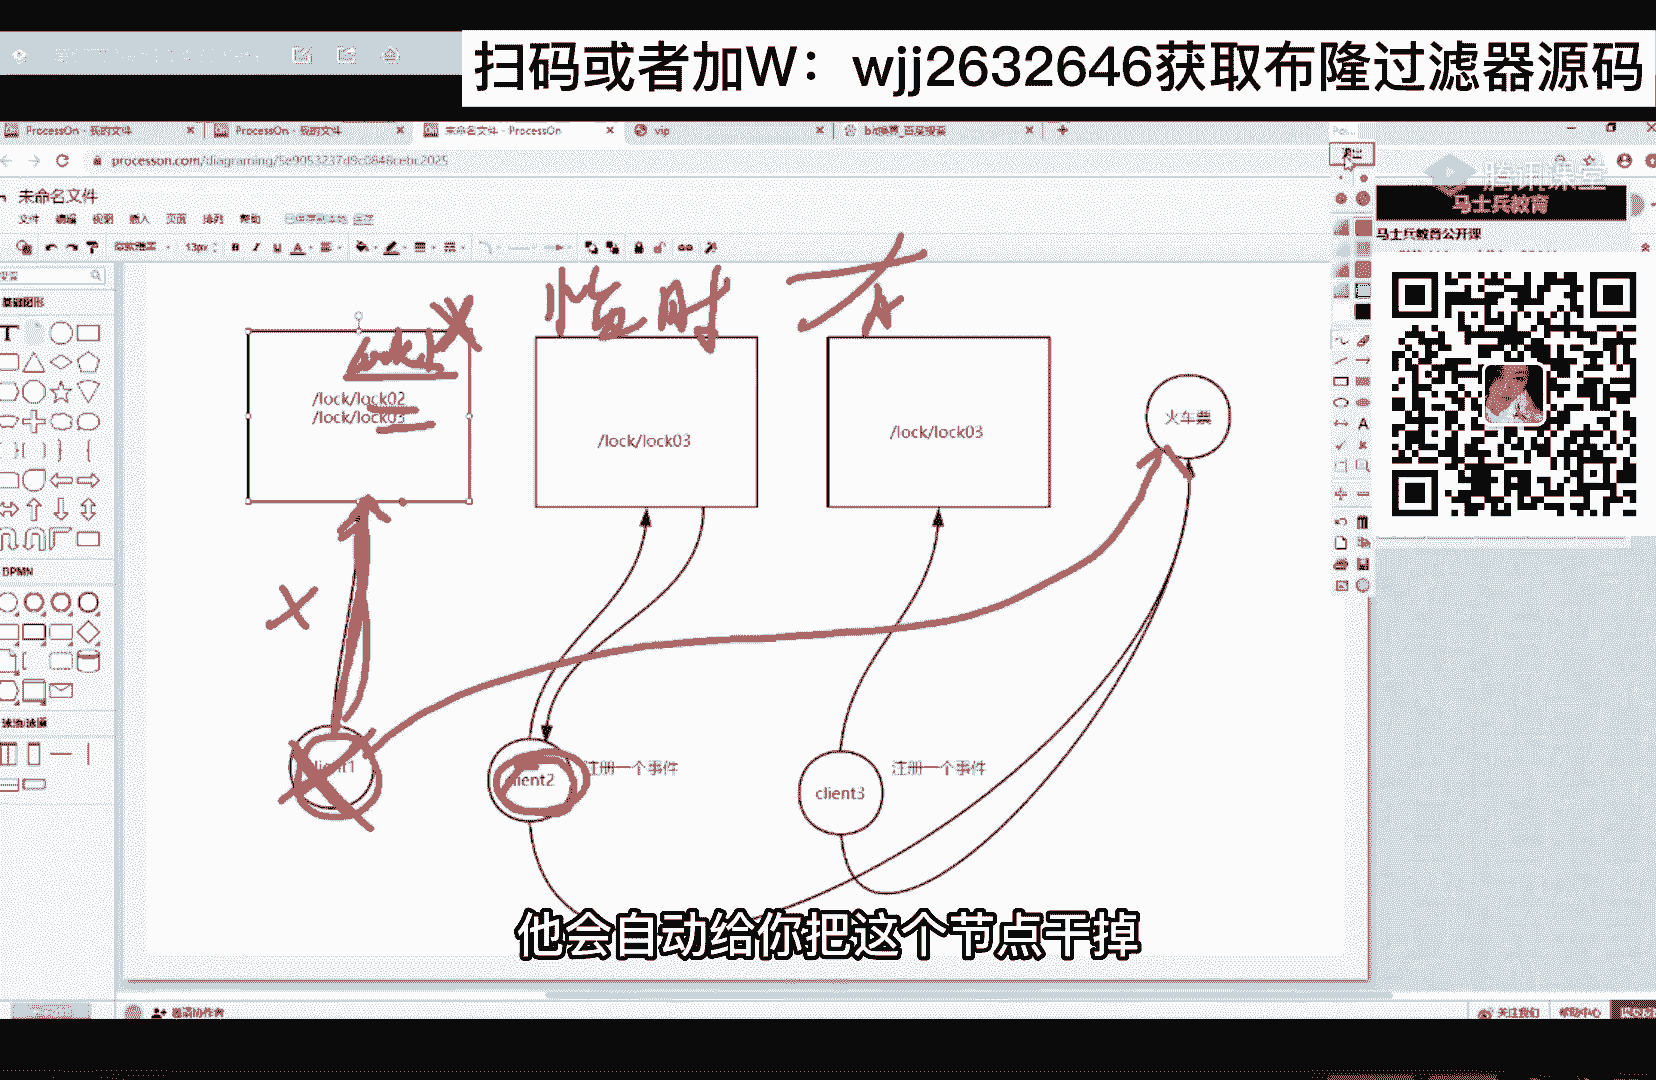 扫码或者加W：wjj2632646获取布隆过滤器源码
ProcessOn - 我的文件
ProcessOn - 我的文件
未命名文件 - ProcessOn
vip
processon.com/diagraming/5e9053237d9c0846cebc2025
腾讯课堂
未命名文件
马士兵教育
文件 编辑 视图 插入 页面 排列 帮助
马士兵教育公开课
13px
基础图形
临时
/lock/lock02
/lock/lock03
/lock/lock03
/lock/lock03
火车票
client1
client2
注册一个事件
client3
注册一个事件
他会自动给你把这个节点干掉
邀请协作者
关注我们
帮助中心